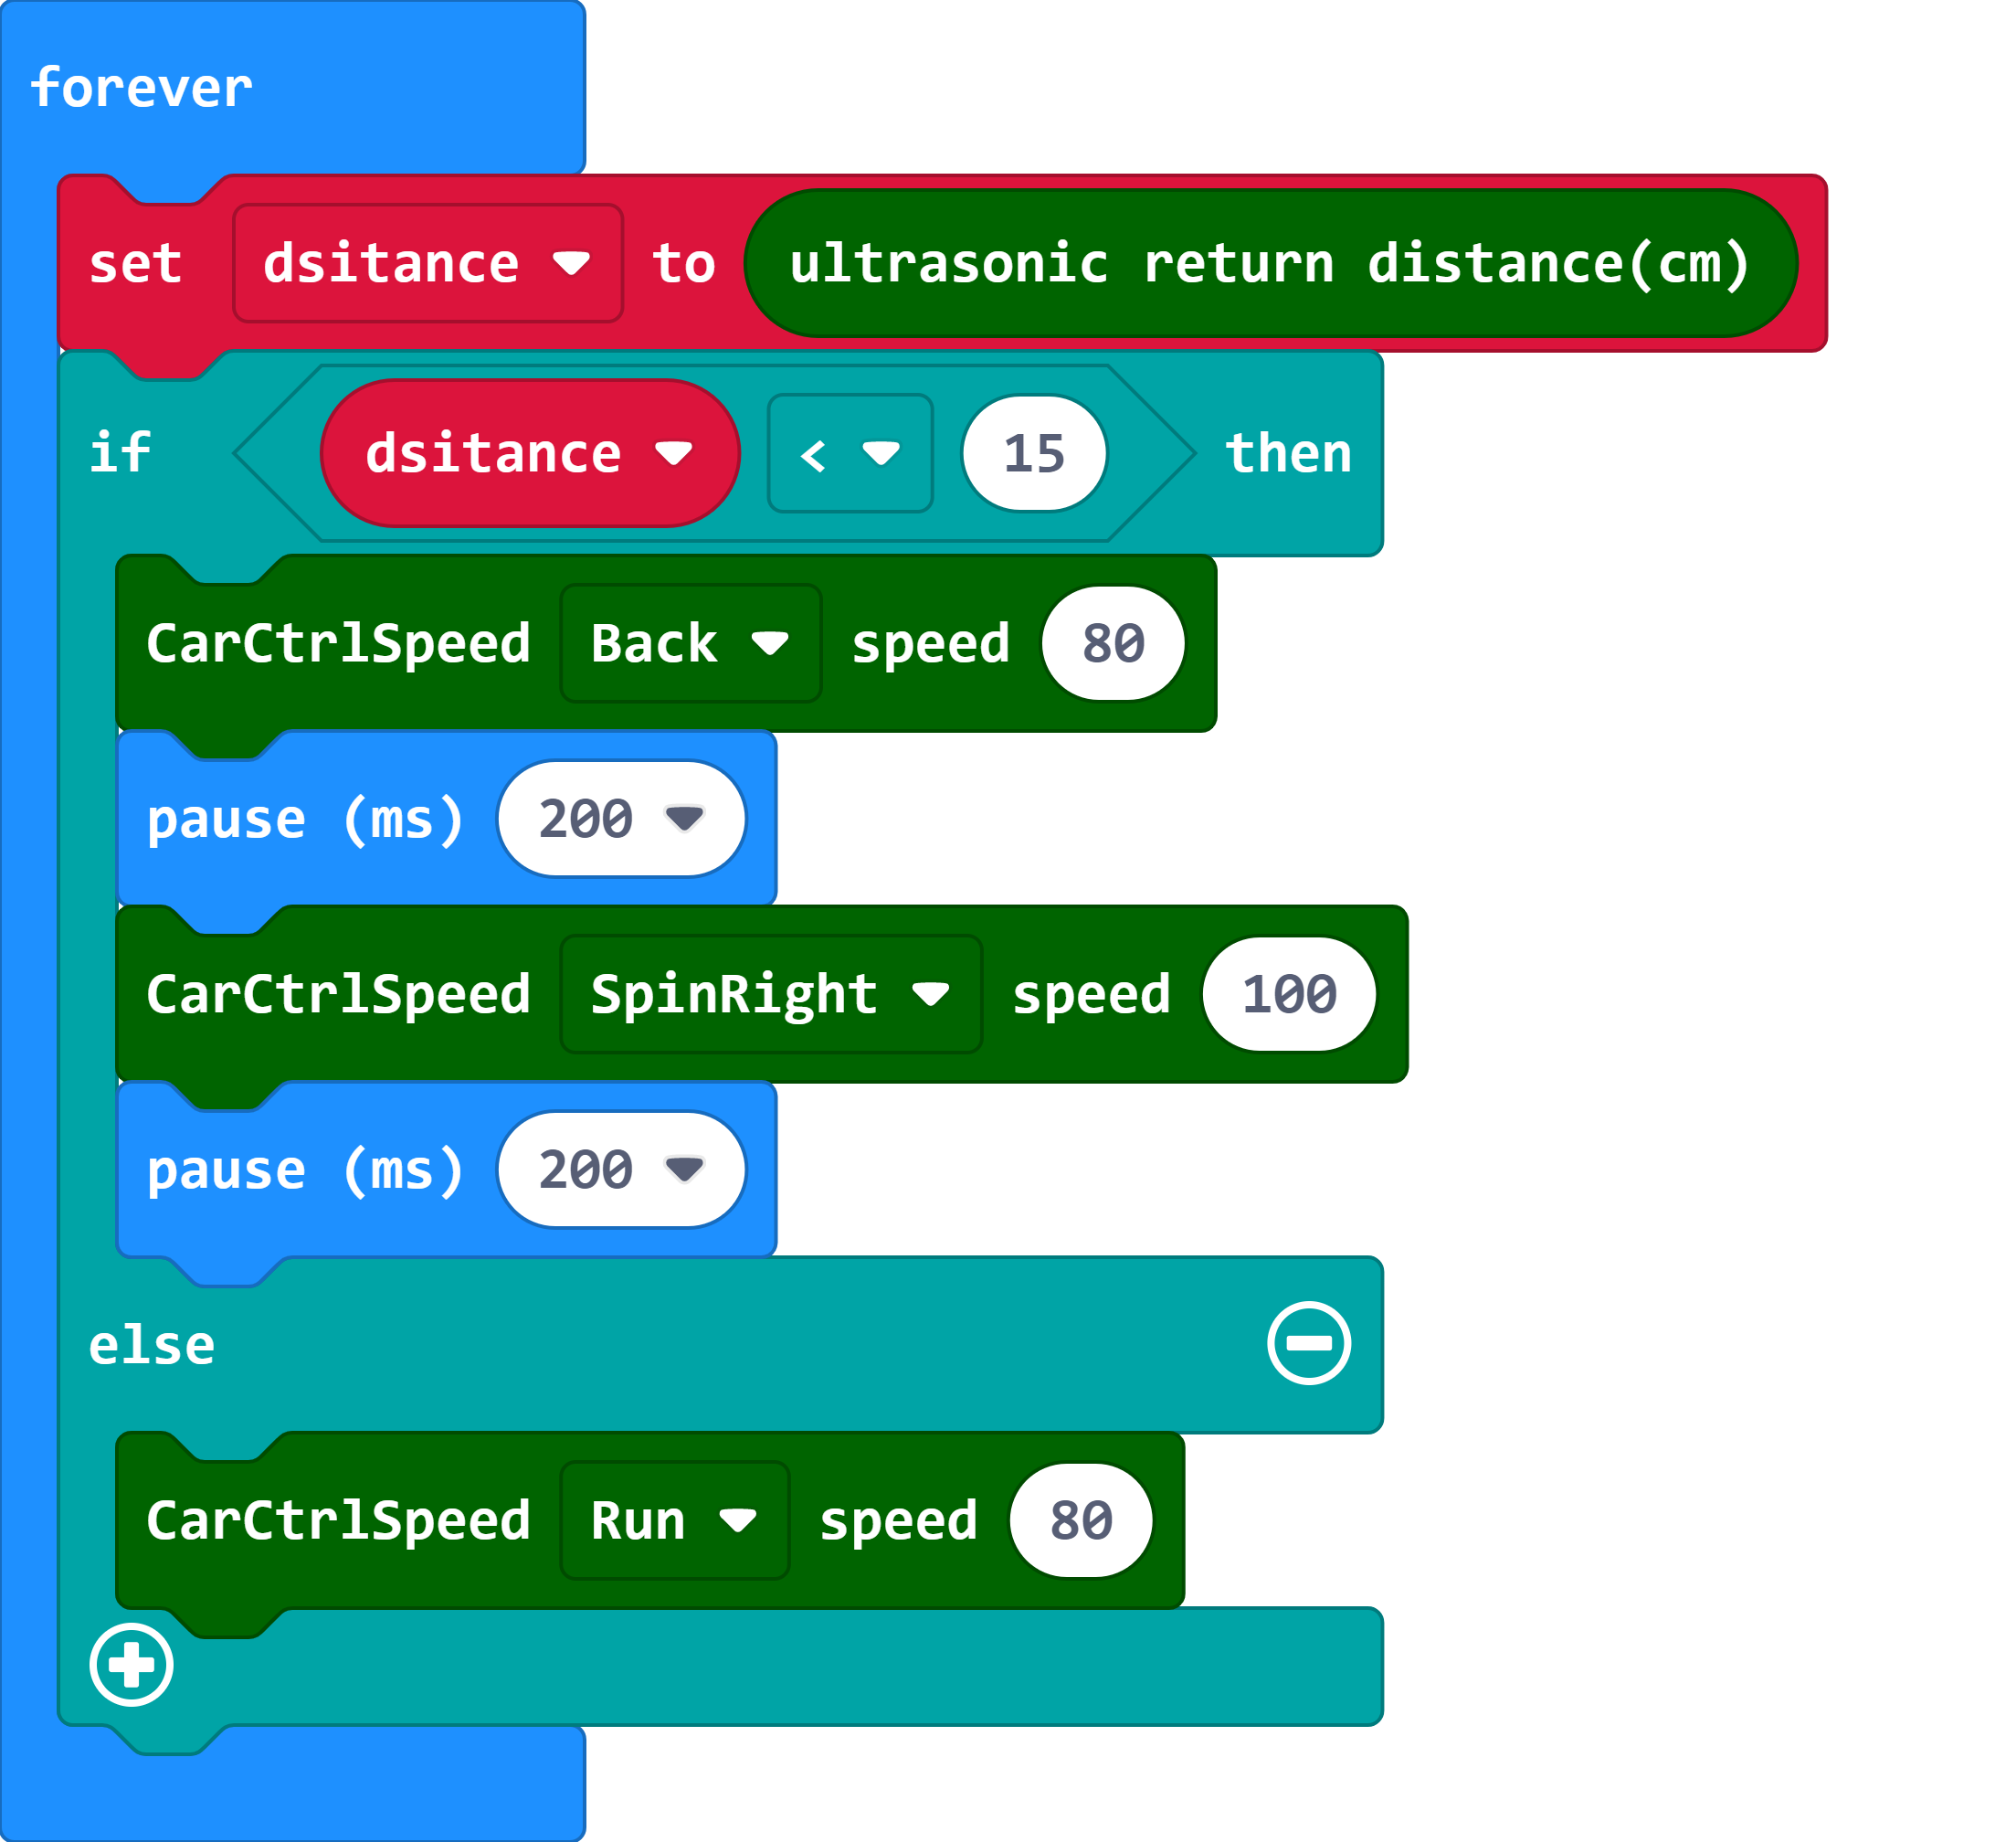 forever
set dsitance to ultrasonic return distance(cm)
if dsitance < 15 then
CarCtrlSpeed Back speed 80
pause (ms) 200
CarCtrlSpeed SpinRight speed 100
pause (ms) 200
else
CarCtrlSpeed Run speed 80